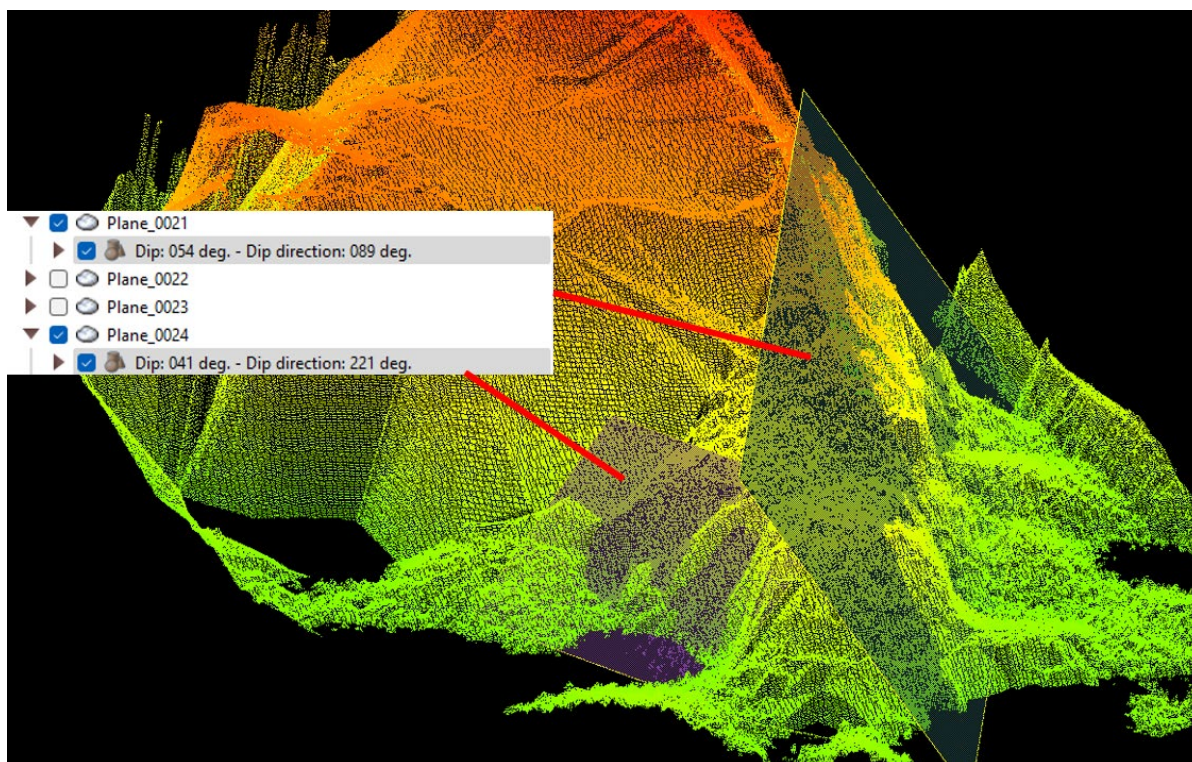 Plane_0021
Dip: 054 deg. - Dip direction: 089 deg.
Plane_0022
Plane_0023
Plane_0024
Dip: 041 deg. - Dip direction: 221 deg.